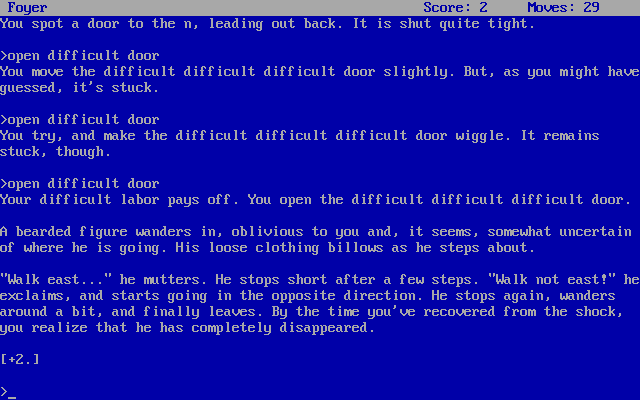 Foyer Score: 2 Moves: 29
You spot a door to the n, leading out back. It is shut quite tight.
>open difficult door
You move the difficult difficult difficult door slightly. But, as you might have
guessed, it's stuck.
>open difficult door
You try, and make the difficult difficult difficult door wiggle. It remains
stuck, though.
>open difficult door
Your difficult labor pays off. You open the difficult difficult difficult door.
A bearded figure wanders in, oblivious to you and, it seems, somewhat uncertain
of where he is going. His loose clothing billows as he steps about.
"Walk east..." he mutters. He stops short after a few steps. "Walk not east!" he
exclaims, and starts going in the opposite direction. He stops again, wanders
around a bit, and finally leaves. By the time you've recovered from the shock,
you realize that he has completely disappeared.
[+2.]
>_